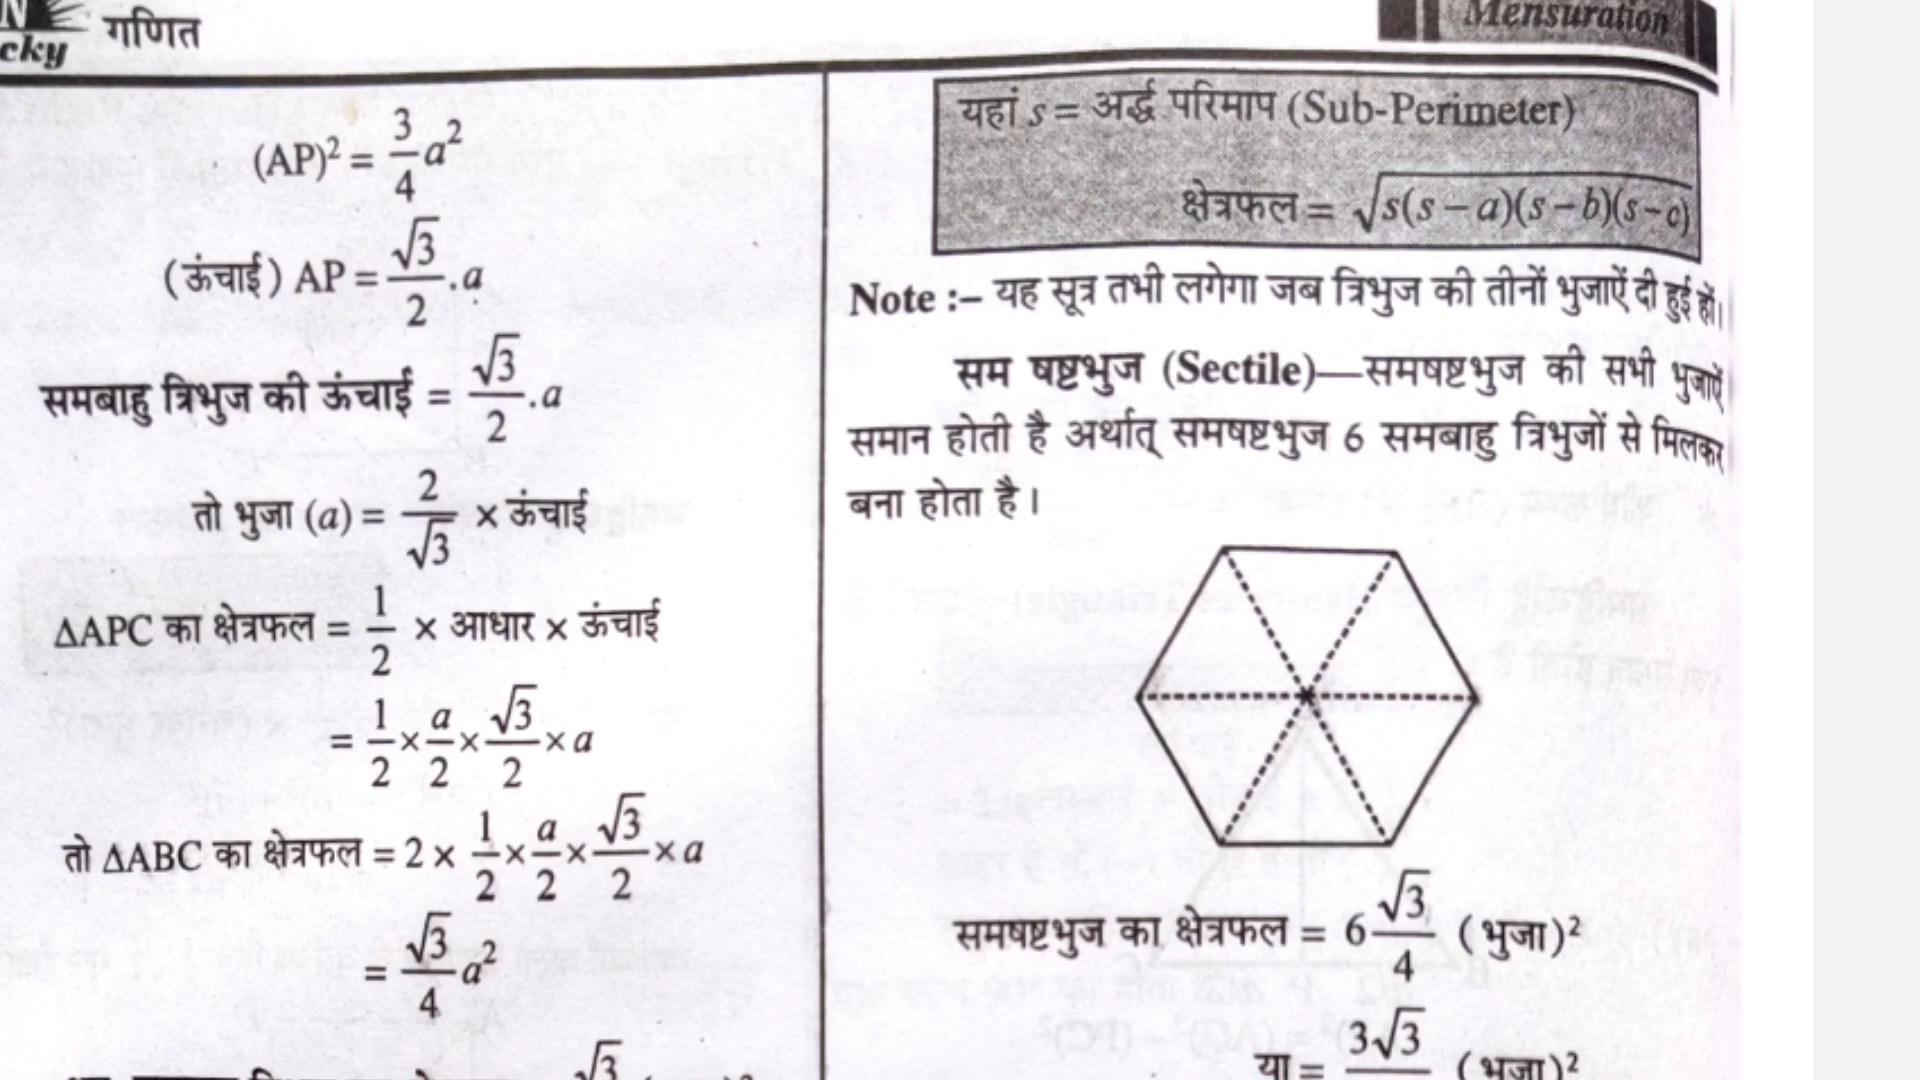 N
cky
गणित
Mensuration
(AP)² = 3/4 a²
(ऊंचाई) AP = √3/2 .a
समबाहु त्रिभुज की ऊंचाई = √3/2 .a
तो भुजा (a) = 2/√3 × ऊंचाई
ΔAPC का क्षेत्रफल = 1/2 × आधार × ऊंचाई
= 1/2 × a/2 × √3/2 × a
तो ΔABC का क्षेत्रफल = 2 × 1/2 × a/2 × √3/2 × a
= √3/4 a²
√3
यहां s = अर्द्ध परिमाप (Sub-Perimeter)
क्षेत्रफल = √s(s – a)(s – b)(s – c)
Note :– यह सूत्र तभी लगेगा जब त्रिभुज की तीनों भुजाऐं दी हुई हों।
सम षष्टभुज (Sectile)—समषष्टभुज की सभी भुजाऐं
समान होती है अर्थात् समषष्टभुज 6 समबाहु त्रिभुजों से मिलकर
बना होता है।
समषष्टभुज का क्षेत्रफल = 6 √3/4 (भुजा)²
या = 3√3 (भुजा)²